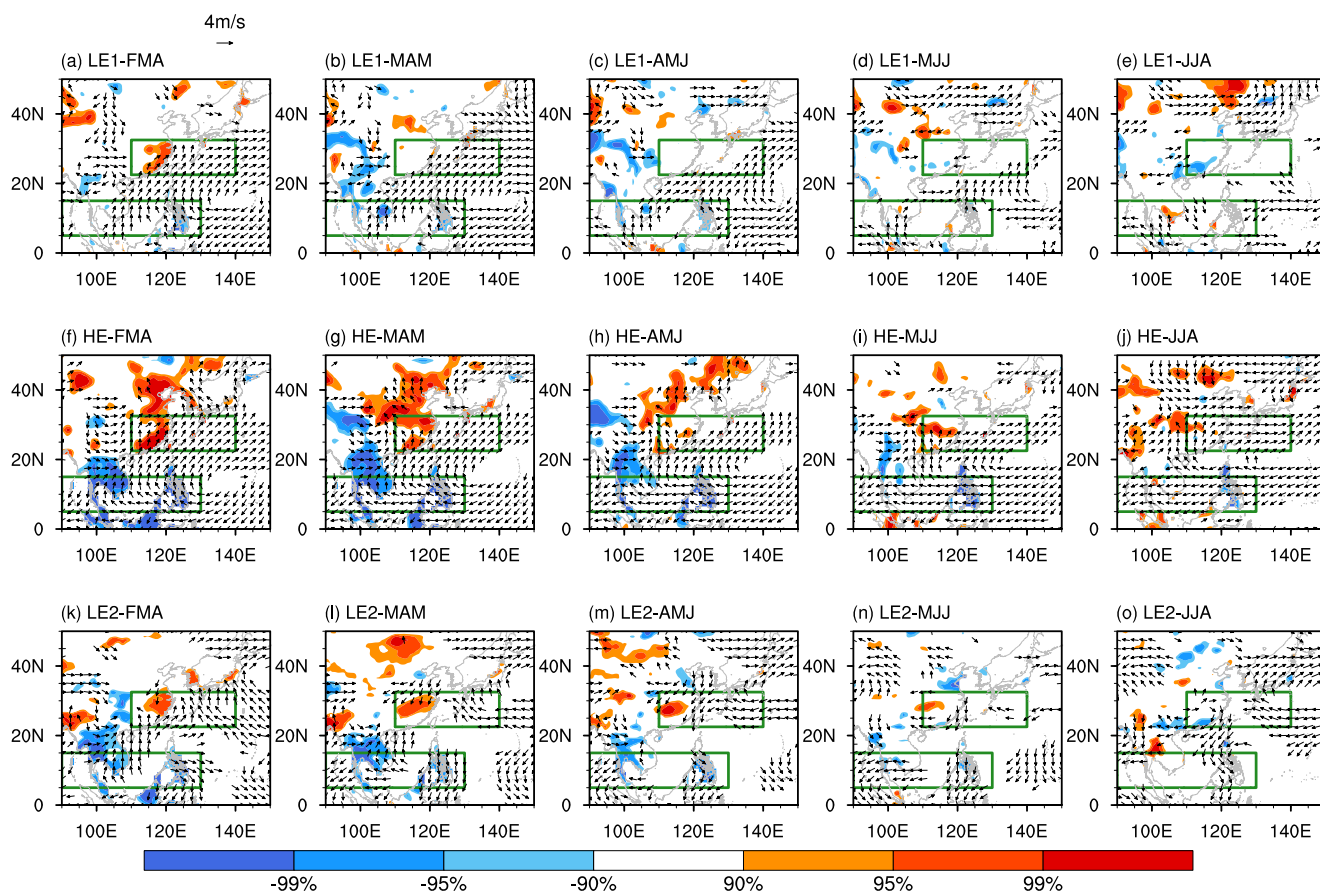 4m/s
(a) LE1-FMA (b) LE1-MAM (c) LE1-AMJ (d) LE1-MJJ (e) LE1-JJA
40N 40N 40N 40N 40N
20N 20N 20N 20N 20N
0 0 0 0 0
100E 120E 140E 100E 120E 140E 100E 120E 140E 100E 120E 140E 100E 120E 140E
(f) HE-FMA (g) HE-MAM (h) HE-AMJ (i) HE-MJJ (j) HE-JJA
40N 40N 40N 40N 40N
20N 20N 20N 20N 20N
0 0 0 0 0
100E 120E 140E 100E 120E 140E 100E 120E 140E 100E 120E 140E 100E 120E 140E
(k) LE2-FMA (l) LE2-MAM (m) LE2-AMJ (n) LE2-MJJ (o) LE2-JJA
40N 40N 40N 40N 40N
20N 20N 20N 20N 20N
0 0 0 0 0
100E 120E 140E 100E 120E 140E 100E 120E 140E 100E 120E 140E 100E 120E 140E
-99% -95% -90% 90% 95% 99%